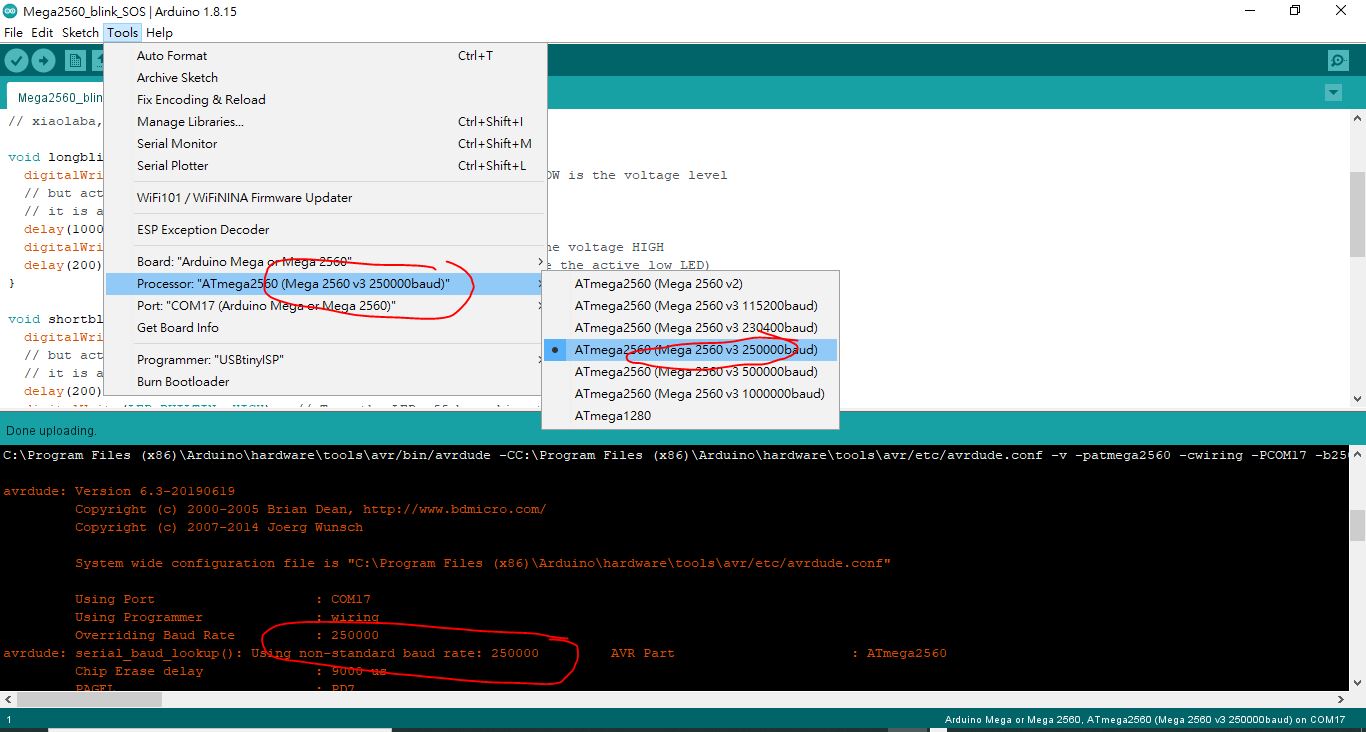 Mega2560_blink_SOS | Arduino 1.8.15
File Edit Sketch Tools Help
Mega2560_blin
// xiaolaba,
void longbli
digitalWri
OW is the voltage level
// but act
// it is a
delay(1000
digitalWri
he voltage HIGH
delay(200)
e the active low LED)
}
void shortbl
digitalWri
// but act
// it is a
delay(200)
Auto Format Ctrl+T
Archive Sketch
Fix Encoding & Reload
Manage Libraries... Ctrl+Shift+I
Serial Monitor Ctrl+Shift+M
Serial Plotter Ctrl+Shift+L
WiFi101 / WiFiNINA Firmware Updater
ESP Exception Decoder
Board: "Arduino Mega or Mega 2560"
Processor: "ATmega2560 (Mega 2560 v3 250000baud)"
Port: "COM17 (Arduino Mega or Mega 2560)"
Get Board Info
Programmer: "USBtinyISP"
Burn Bootloader
ATmega2560 (Mega 2560 v2)
ATmega2560 (Mega 2560 v3 115200baud)
ATmega2560 (Mega 2560 v3 230400baud)
ATmega2560 (Mega 2560 v3 250000baud)
ATmega2560 (Mega 2560 v3 500000baud)
ATmega2560 (Mega 2560 v3 1000000baud)
ATmega1280
Done uploading.
C:\Program Files (x86)\Arduino\hardware\tools\avr/bin/avrdude -CC:\Program Files (x86)\Arduino\hardware\tools\avr/etc/avrdude.conf -v -patmega2560 -cwiring -PCOM17 -b250
avrdude: Version 6.3-20190619
Copyright (c) 2000-2005 Brian Dean, http://www.bdmicro.com/
Copyright (c) 2007-2014 Joerg Wunsch
System wide configuration file is "C:\Program Files (x86)\Arduino\hardware\tools\avr/etc/avrdude.conf"
Using Port : COM17
Using Programmer : wiring
Overriding Baud Rate : 250000
avrdude: serial_baud_lookup(): Using non-standard baud rate: 250000 AVR Part : ATmega2560
Chip Erase delay : 9000 us
PAGEL : PD7
1
Arduino Mega or Mega 2560, ATmega2560 (Mega 2560 v3 250000baud) on COM17